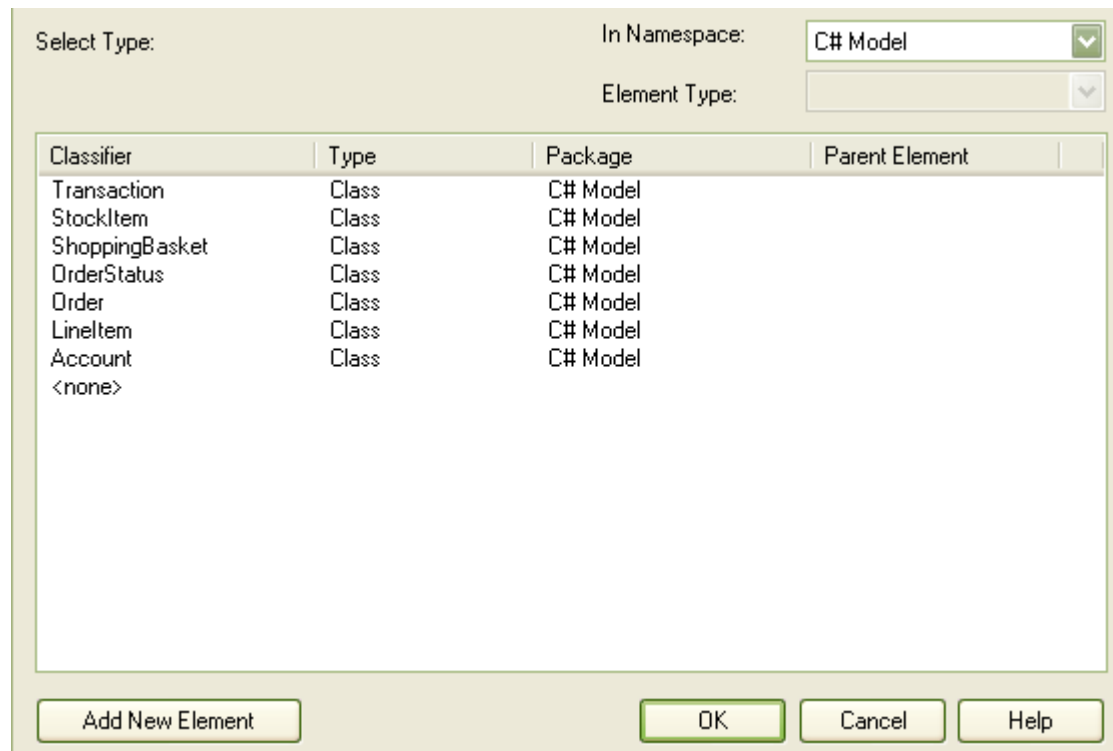 Select Type:
In Namespace:
C# Model
Element Type:
Classifier Type Package Parent Element
Transaction Class C# Model
StockItem Class C# Model
ShoppingBasket Class C# Model
OrderStatus Class C# Model
Order Class C# Model
LineItem Class C# Model
Account Class C# Model
<none>
Add New Element OK Cancel Help